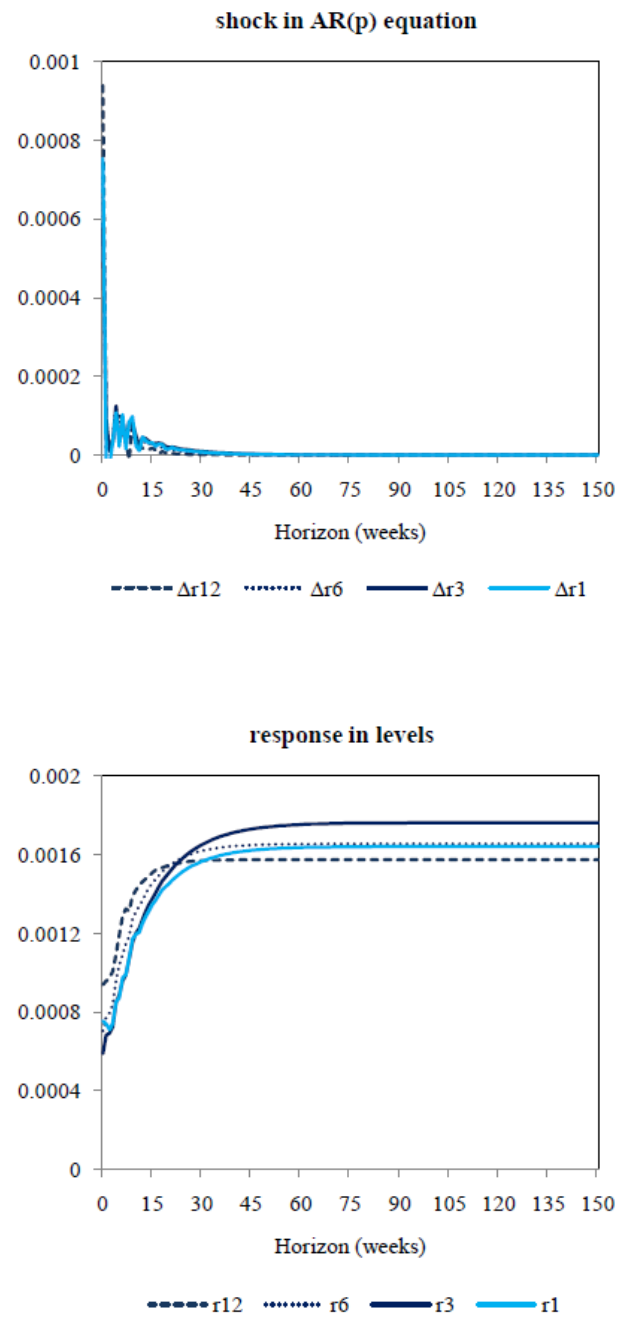 shock in AR(p) equation
0.001
0.0008
0.0006
0.0004
0.0002
0
0 15 30 45 60 75 90 105 120 135 150
Horizon (weeks)
Δr12 Δr6 Δr3 Δr1
response in levels
0.002
0.0016
0.0012
0.0008
0.0004
0
0 15 30 45 60 75 90 105 120 135 150
Horizon (weeks)
r12 r6 r3 r1